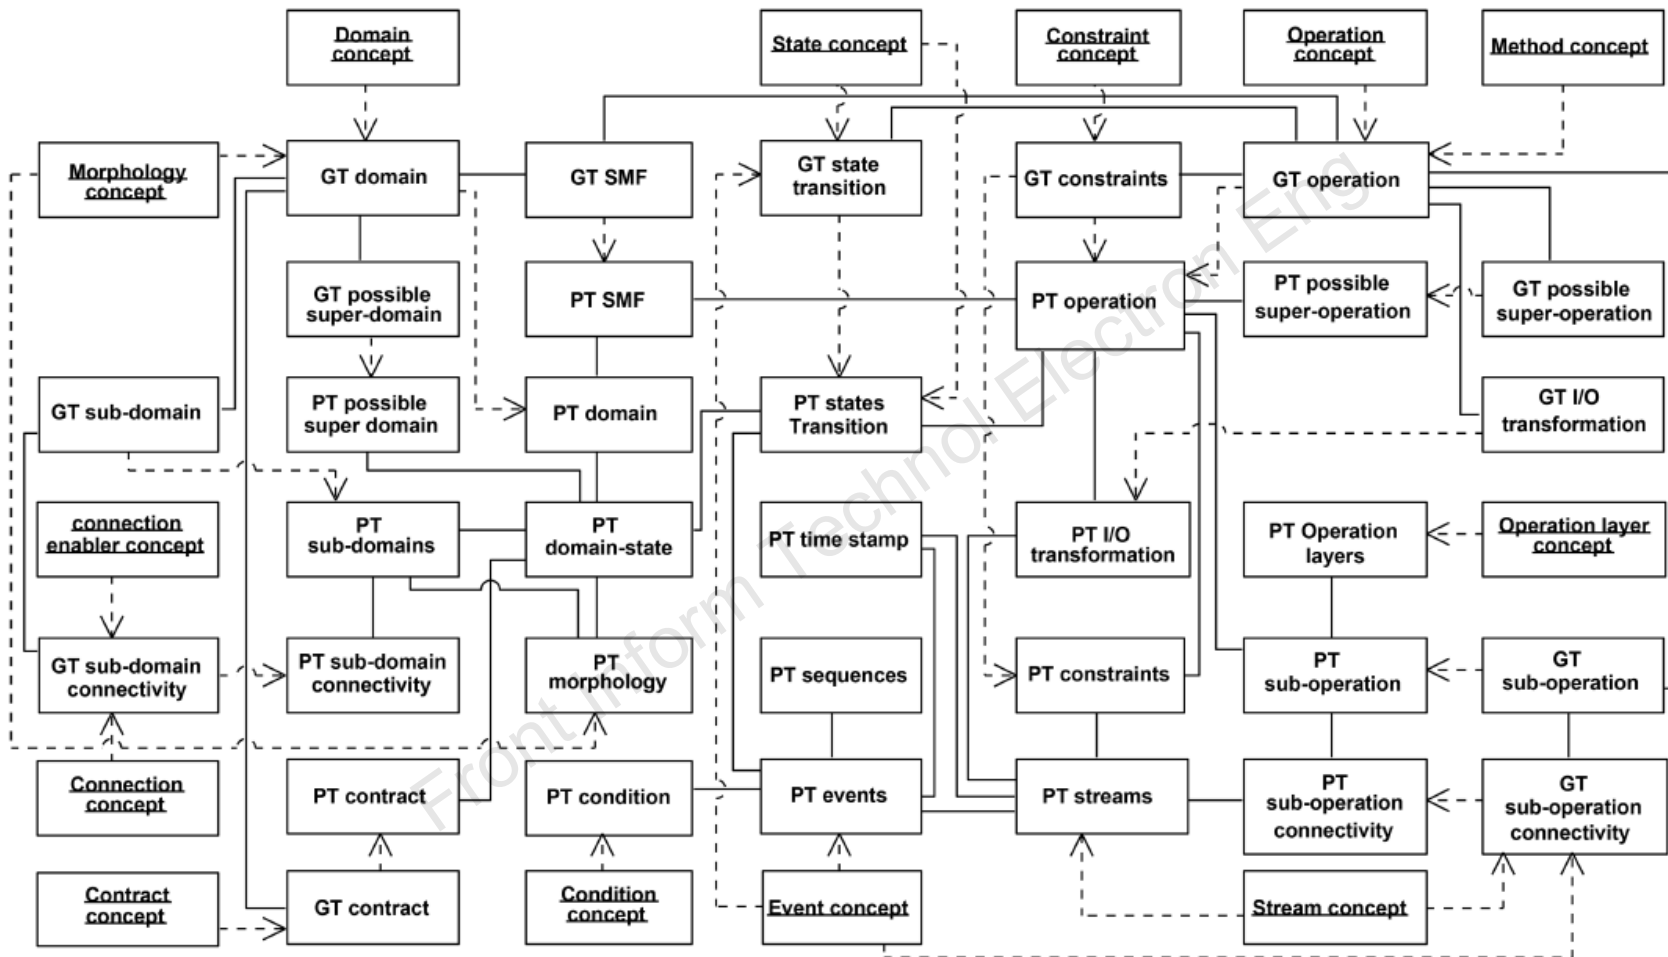 Domain
concept
State concept
Constraint
concept
Operation
concept
Method concept
Morphology
concept
GT domain
GT SMF
GT state
transition
GT constraints
GT operation
GT possible
super-domain
PT SMF
PT operation
PT possible
super-operation
GT possible
super-operation
GT sub-domain
PT possible
super domain
PT domain
PT states
Transition
GT I/O
transformation
connection
enabler concept
PT
sub-domains
PT
domain-state
PT time stamp
PT I/O
transformation
PT Operation
layers
Operation layer
concept
GT sub-domain
connectivity
PT sub-domain
connectivity
PT
morphology
PT sequences
PT constraints
PT
sub-operation
GT
sub-operation
Connection
concept
PT contract
PT condition
PT events
PT streams
PT
sub-operation
connectivity
GT
sub-operation
connectivity
Contract
concept
GT contract
Condition
concept
Event concept
Stream concept
Front Inform Technol Electron Eng